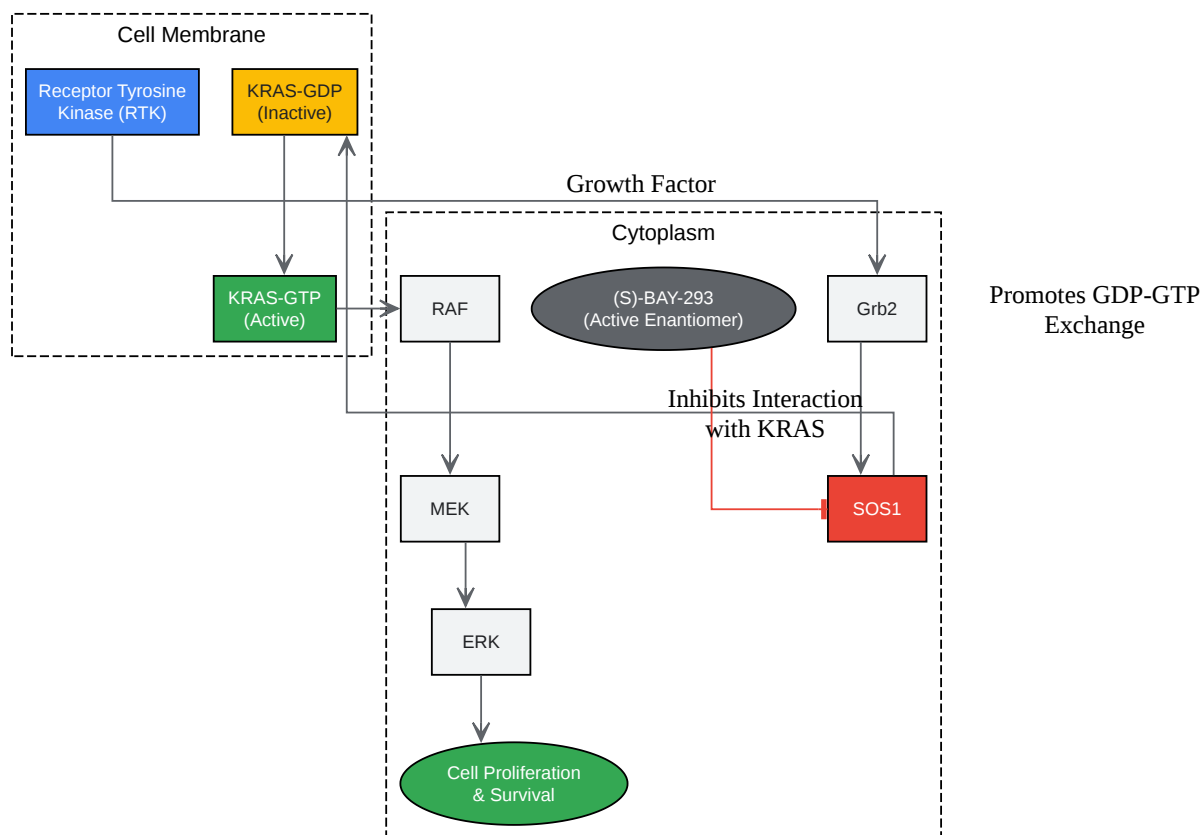 Cell Membrane
Receptor Tyrosine
Kinase (RTK)
KRAS-GDP
(Inactive)
Growth Factor
Cytoplasm
KRAS-GTP
(Active)
RAF
(S)-BAY-293
(Active Enantiomer)
Grb2
Promotes GDP-GTP
Exchange
Inhibits Interaction
with KRAS
MEK
SOS1
ERK
Cell Proliferation
& Survival